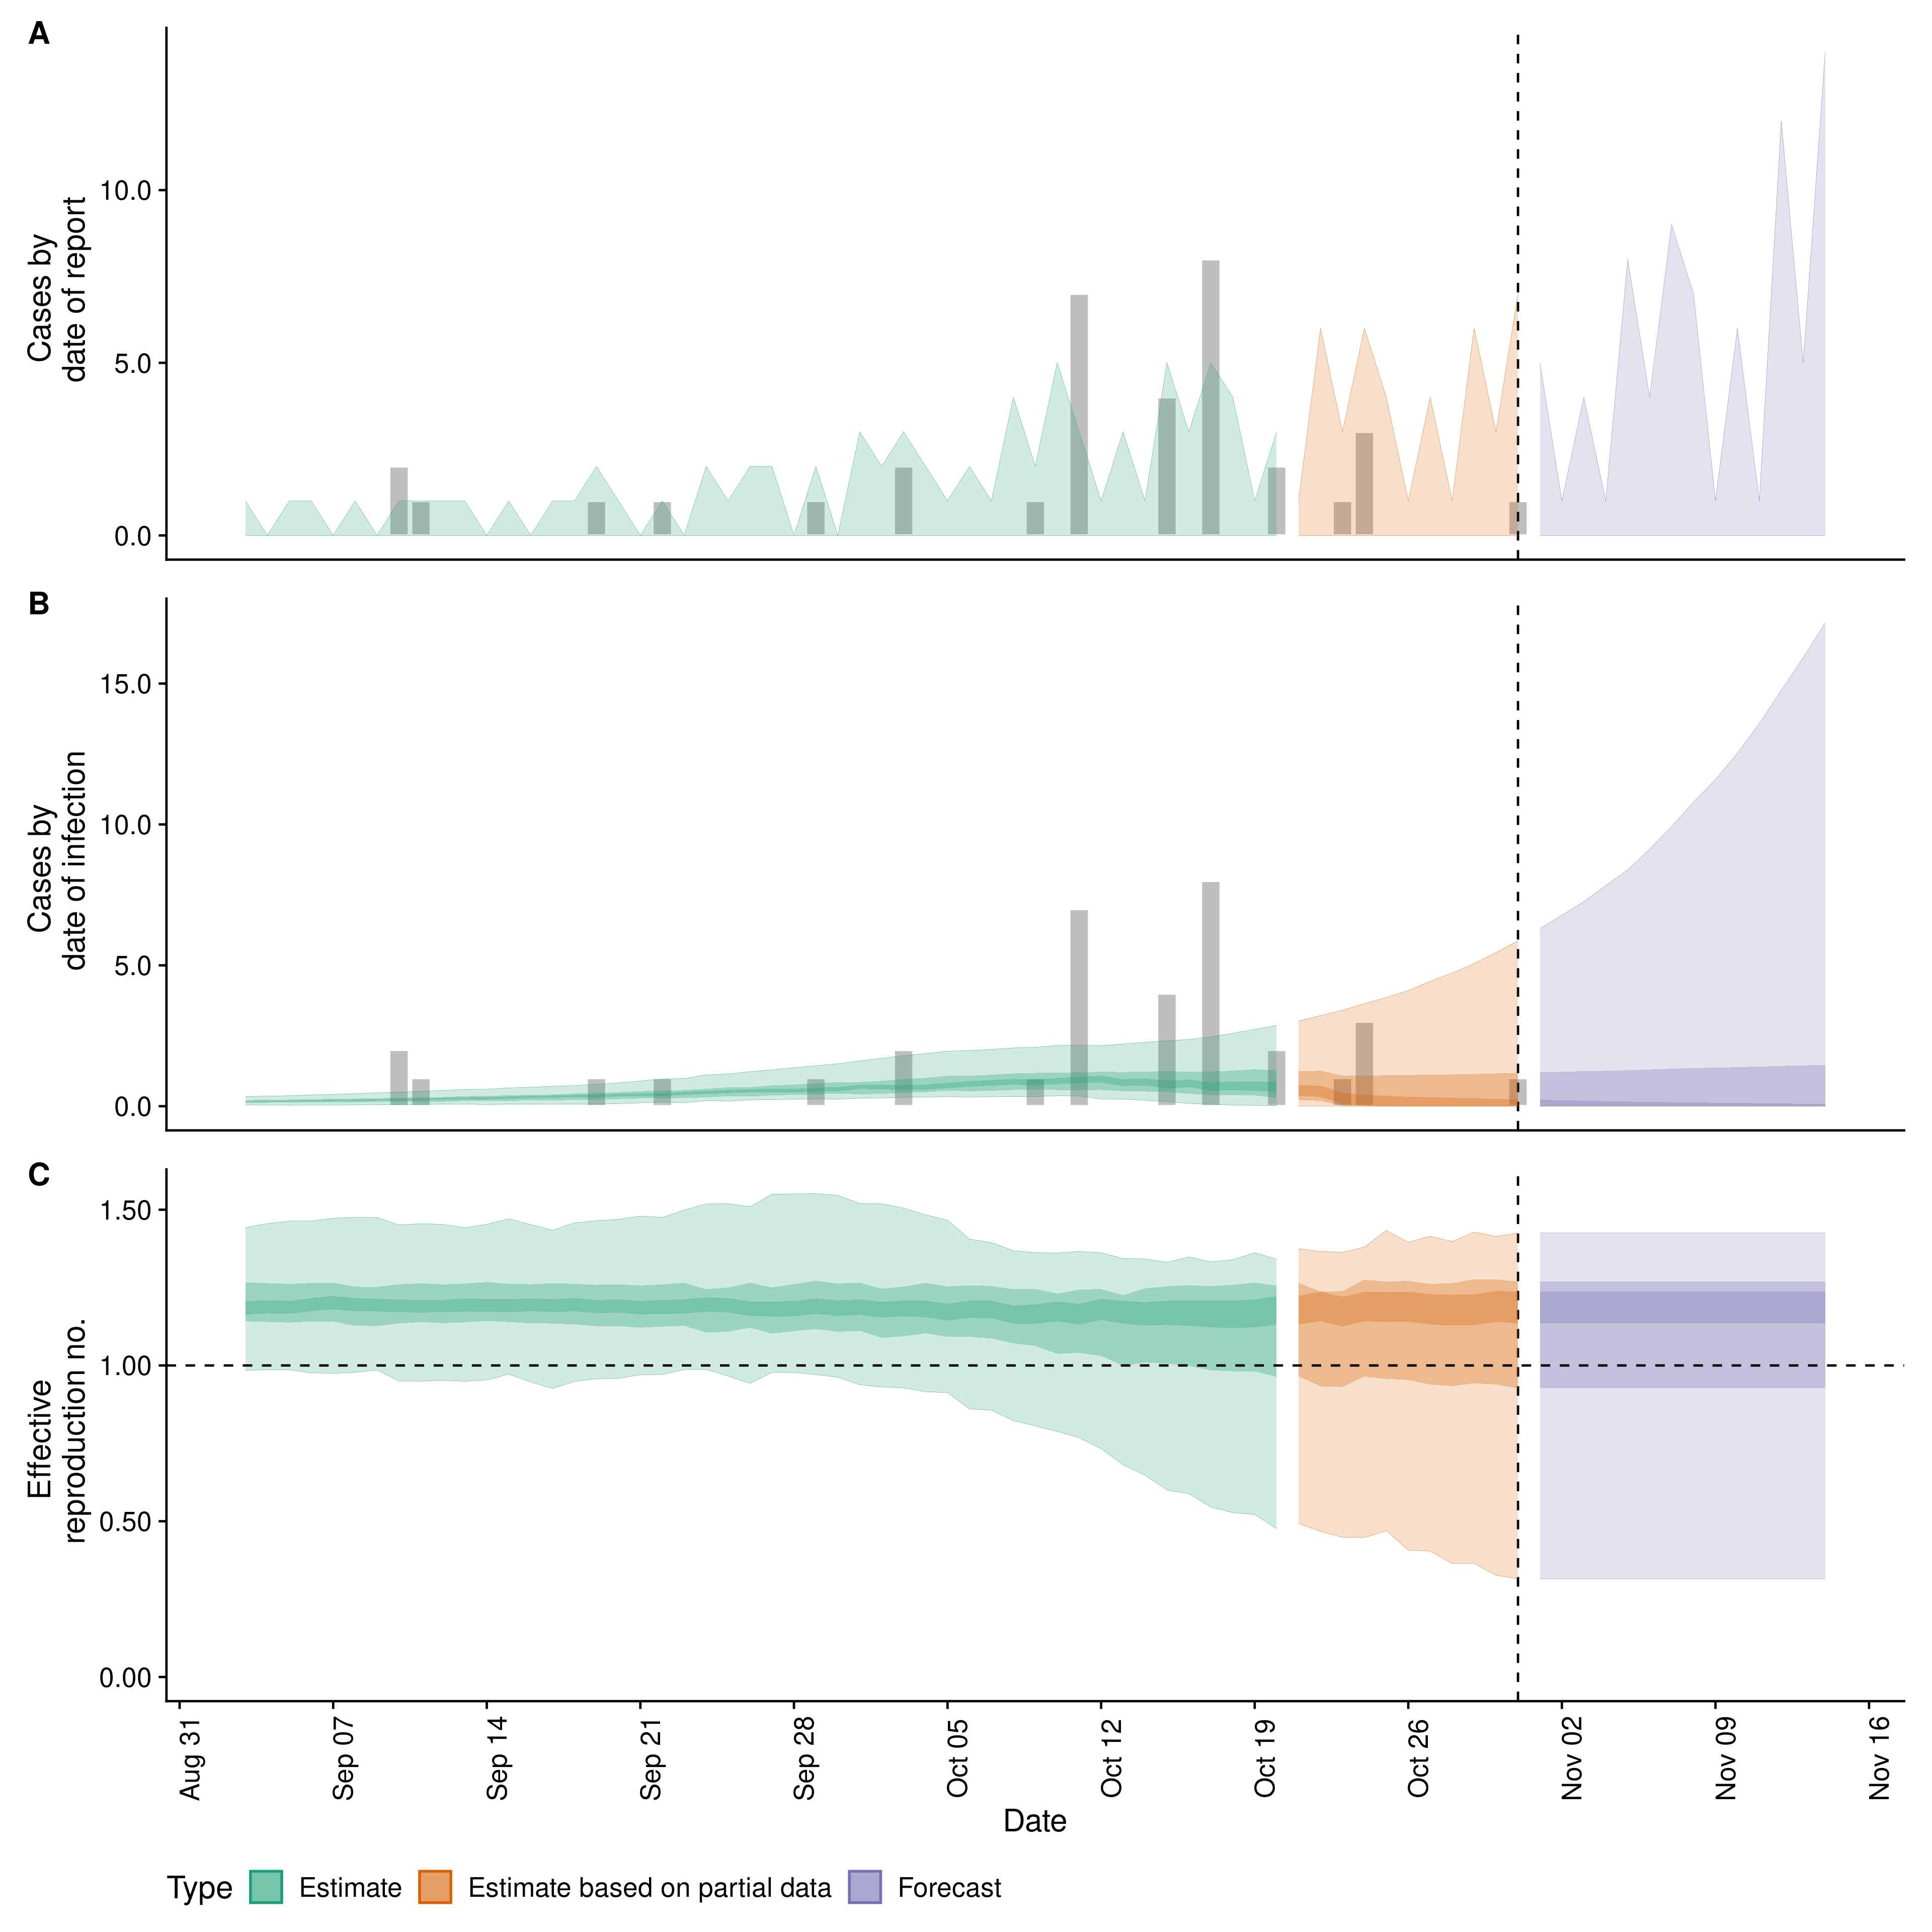 A
Cases by
date of report
10.0
5.0
0.0
B
Cases by
date of infection
15.0
10.0
5.0
0.0
C
Effective
reproduction no.
1.50
1.00
0.50
0.00
Aug 31
Sep 07
Sep 14
Sep 21
Sep 28
Oct 05
Oct 12
Oct 19
Oct 26
Nov 02
Nov 09
Nov 16
Date
Type Estimate Estimate based on partial data Forecast